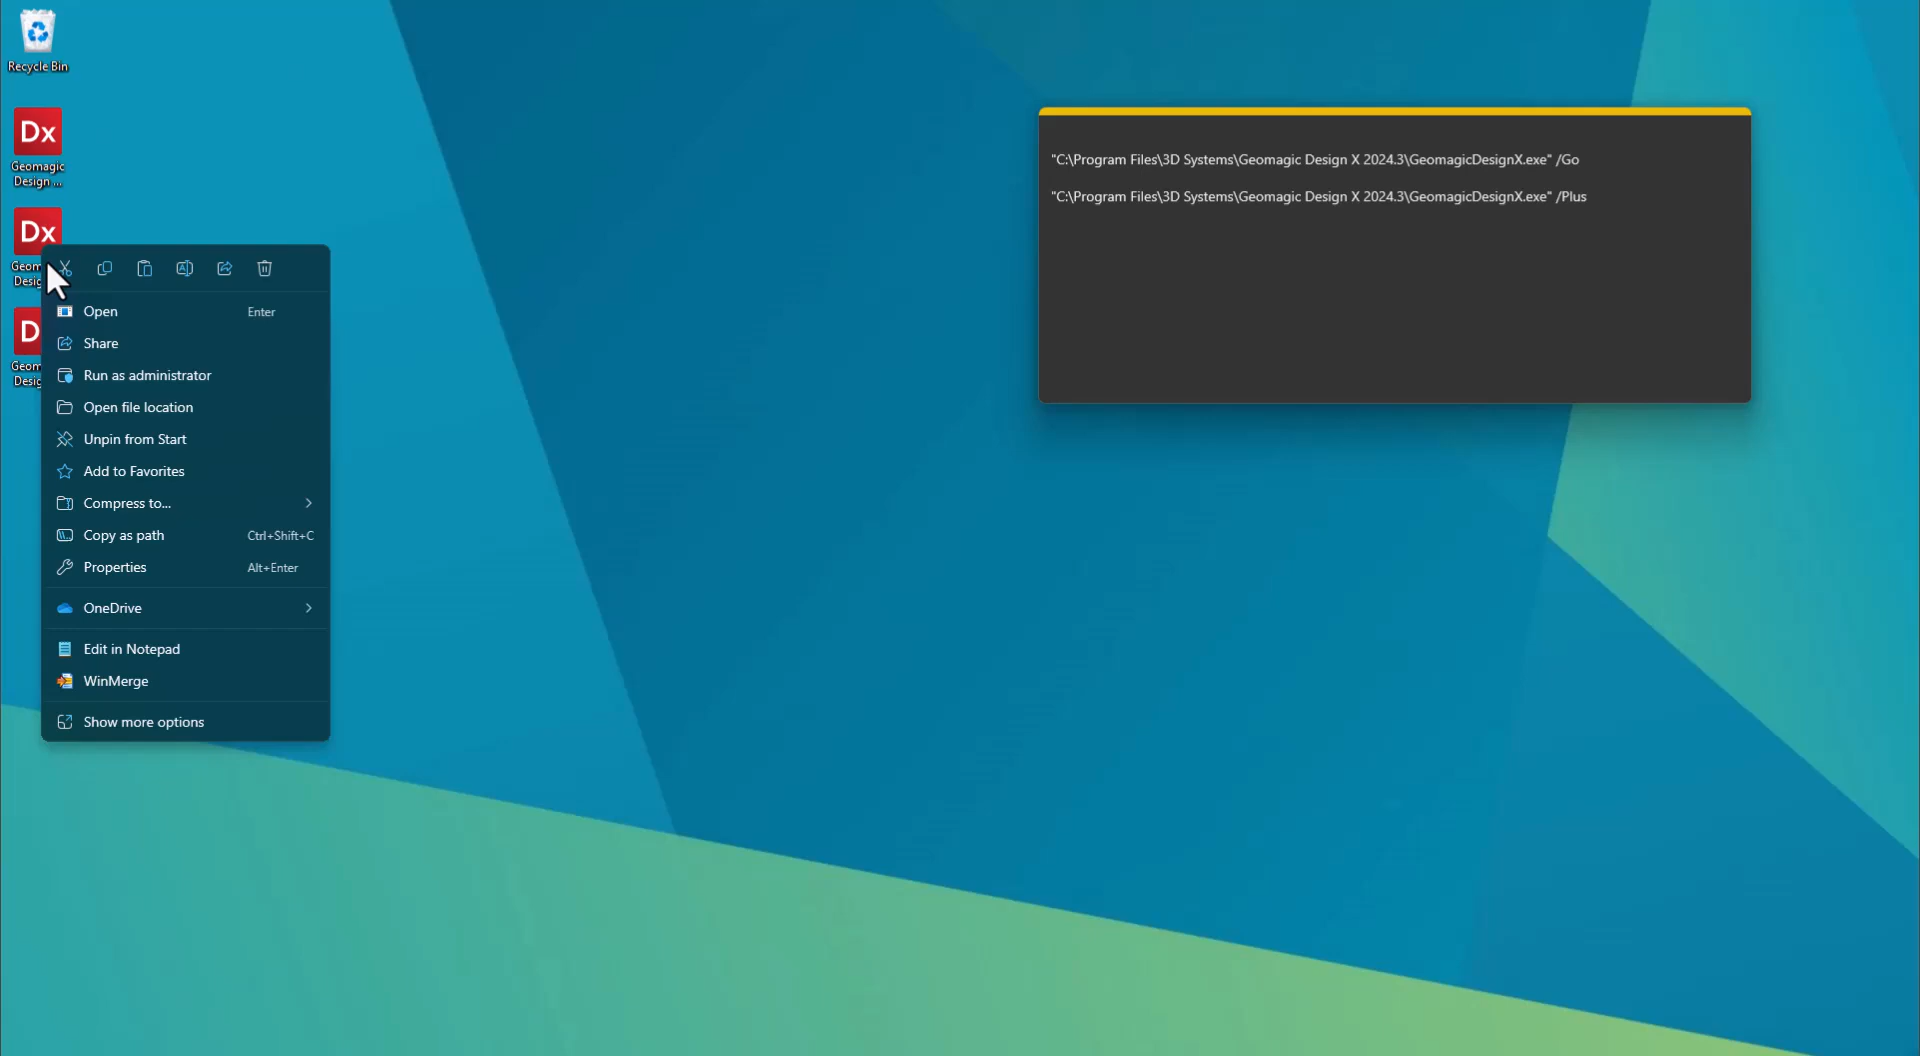 Recycle Bin
Dx
Geomagic
Design ...
Dx
Open Enter
Share
Run as administrator
Open file location
Unpin from Start
Add to Favorites
Compress to...
Copy as path Ctrl+Shift+C
Properties Alt+Enter
OneDrive
Edit in Notepad
WinMerge
Show more options
"C:\Program Files\3D Systems\Geomagic Design X 2024.3\GeomagicDesignX.exe" /Go
"C:\Program Files\3D Systems\Geomagic Design X 2024.3\GeomagicDesignX.exe" /Plus